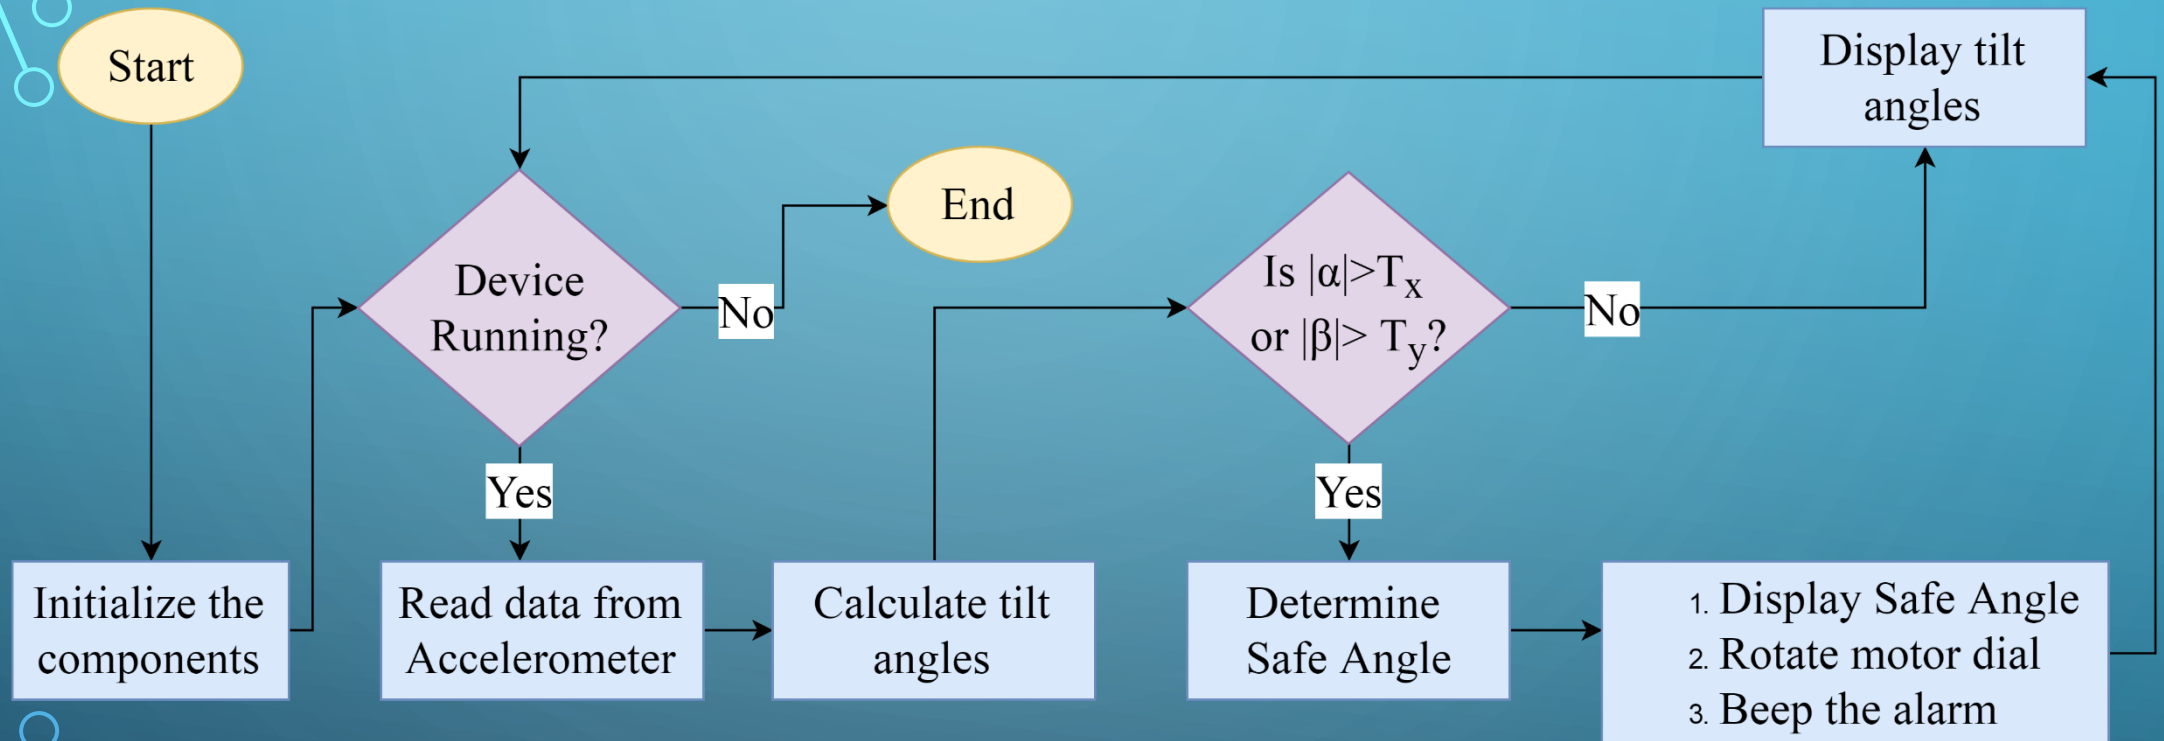 Start
Display tilt
angles
End
Device
Running?
No
Is |α|>Tₓ
or |β|> Tᵧ?
No
Yes
Yes
Initialize the
components
Read data from
Accelerometer
Calculate tilt
angles
Determine
Safe Angle
1. Display Safe Angle
2. Rotate motor dial
3. Beep the alarm